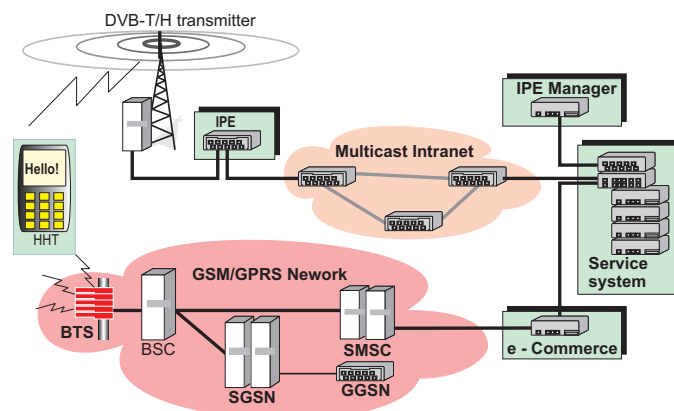 DVB-T/H transmitter
IPE Manager
IPE
Multicast Intranet
Hello!
HHT
Service
system
GSM/GPRS Nework
BTS
BSC
SMSC
e - Commerce
SGSN
GGSN